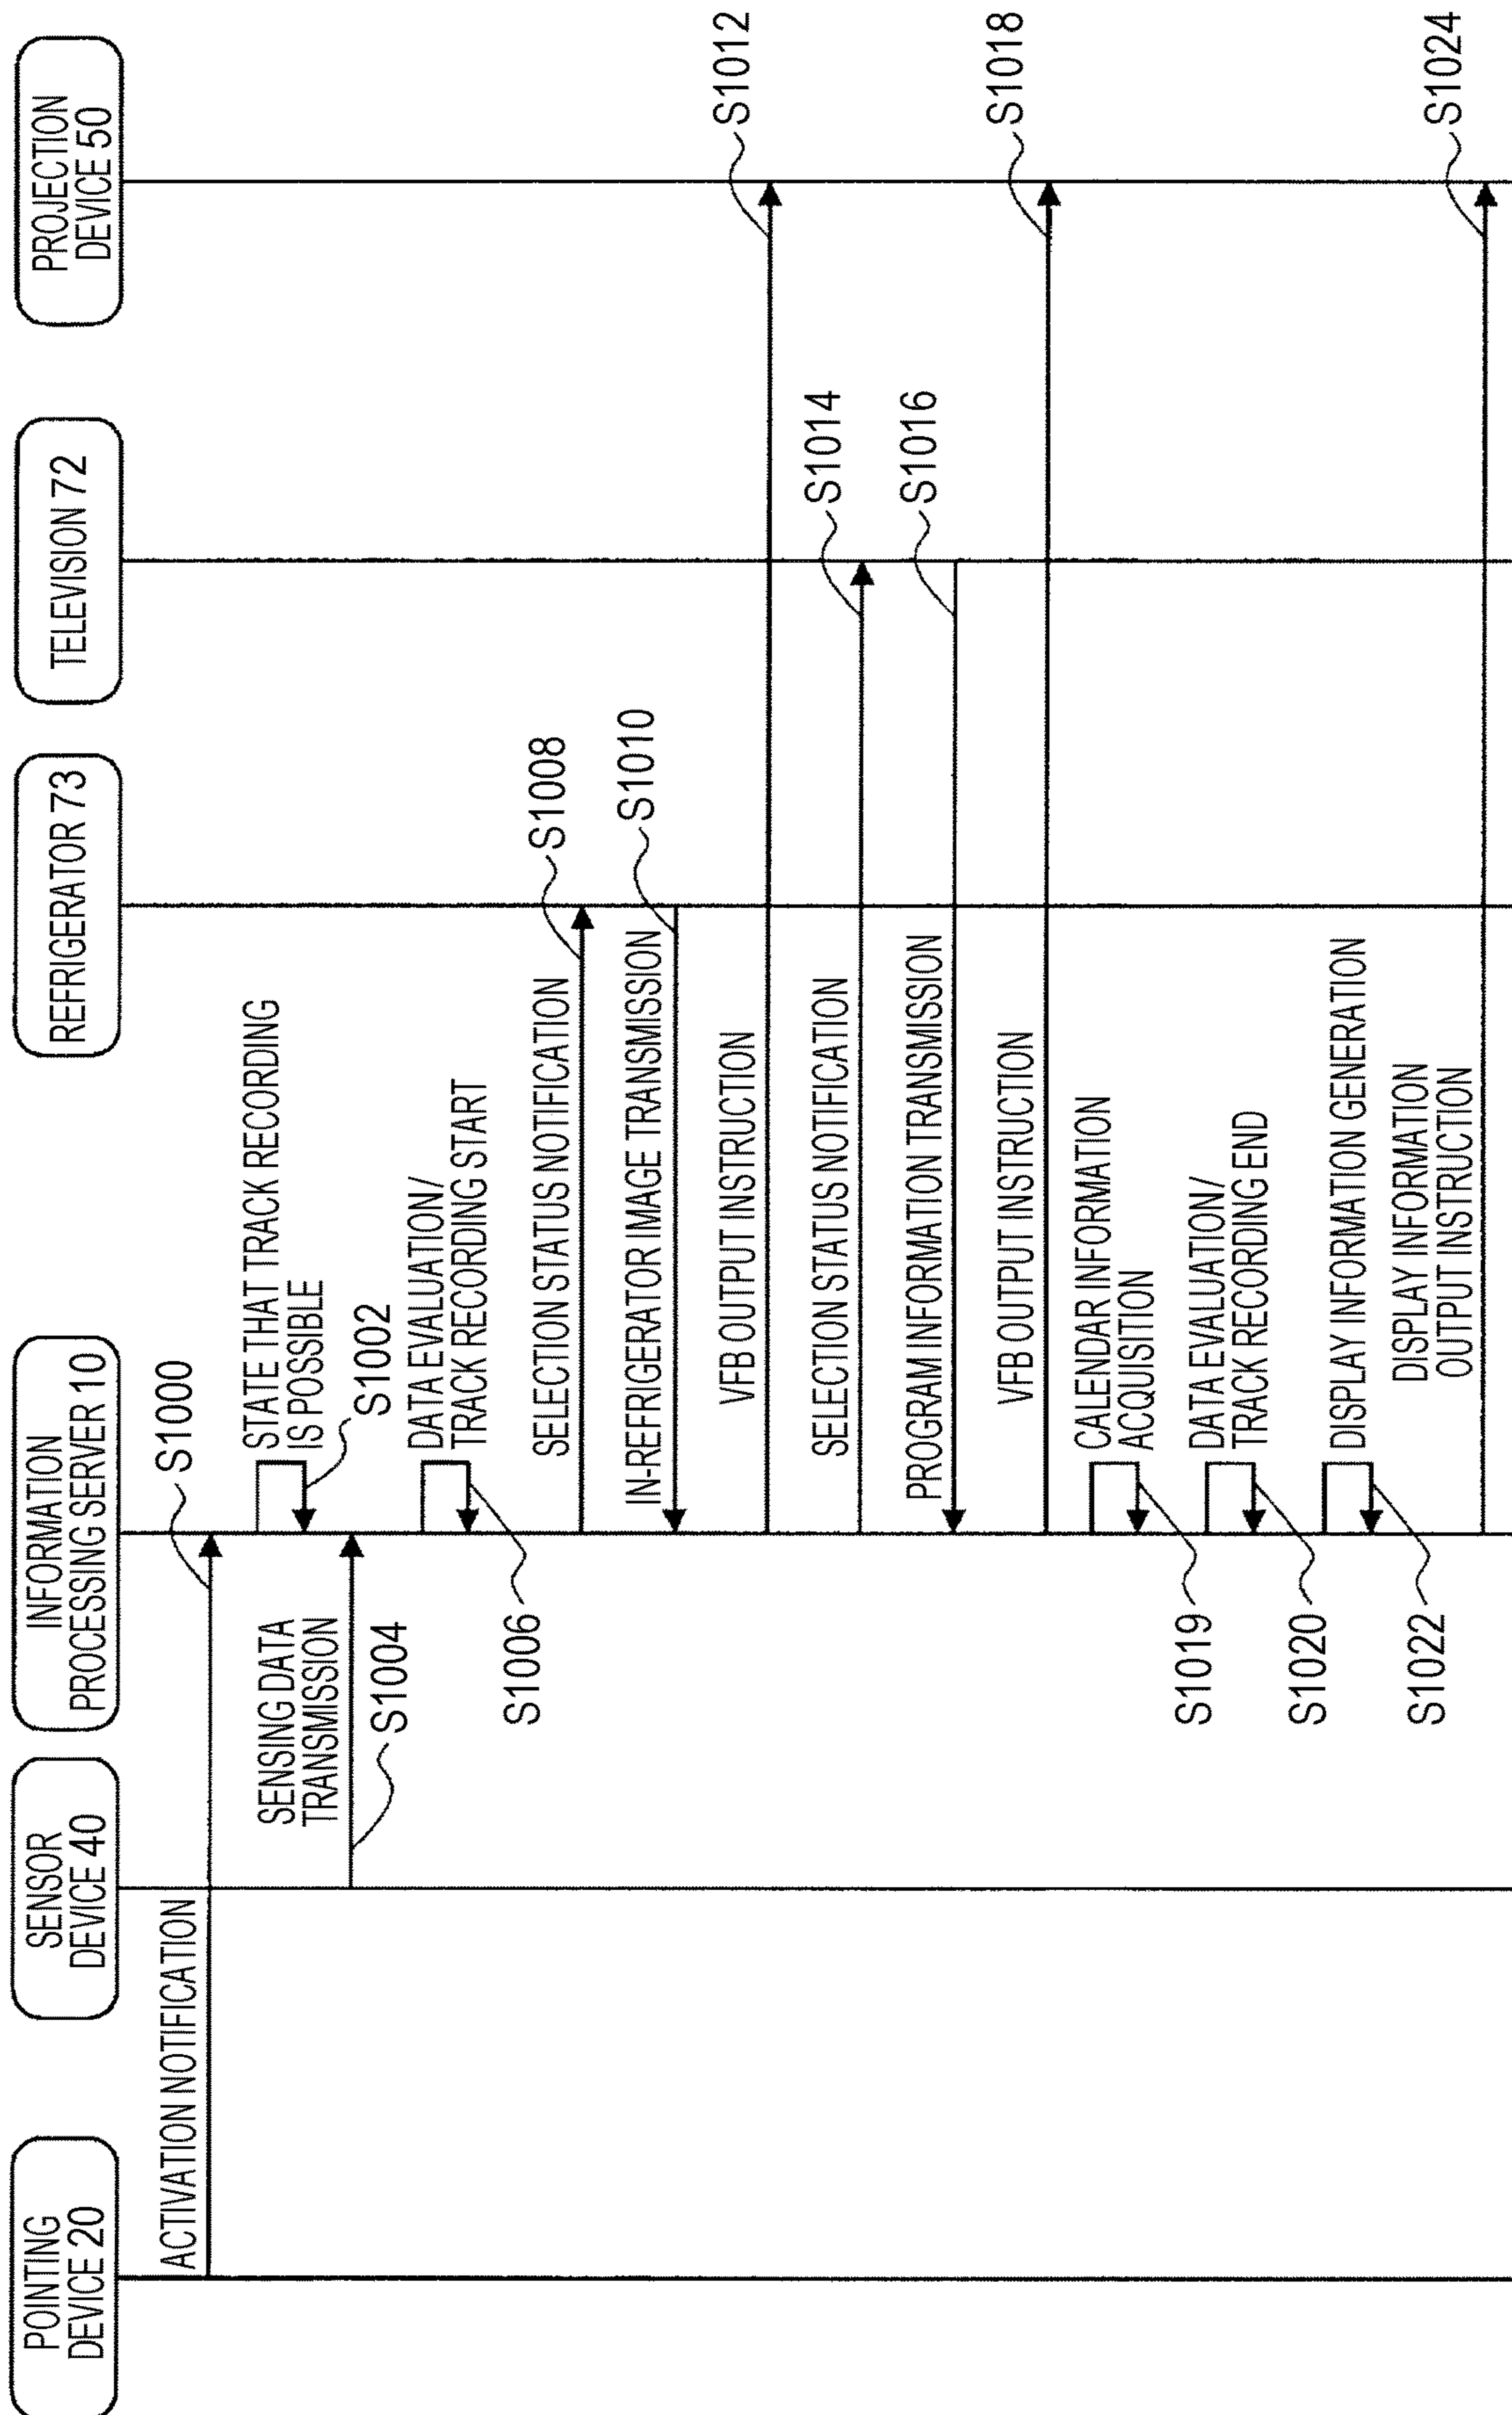 POINTING
DEVICE 20
SENSOR
DEVICE 40
INFORMATION
PROCESSING SERVER 10
REFRIGERATOR 73
TELEVISION 72
PROJECTION
DEVICE 50
ACTIVATION NOTIFICATION
S1000
STATE THAT TRACK RECORDING
IS POSSIBLE
S1002
SENSING DATA
TRANSMISSION
S1004
DATA EVALUATION/
TRACK RECORDING START
S1006
SELECTION STATUS NOTIFICATION
S1008
IN-REFRIGERATOR IMAGE TRANSMISSION
S1010
VFB OUTPUT INSTRUCTION
S1012
SELECTION STATUS NOTIFICATION
S1014
PROGRAM INFORMATION TRANSMISSION
S1016
VFB OUTPUT INSTRUCTION
S1018
CALENDAR INFORMATION
ACQUISITION
S1019
DATA EVALUATION/
TRACK RECORDING END
S1020
DISPLAY INFORMATION GENERATION
S1022
DISPLAY INFORMATION
OUTPUT INSTRUCTION
S1024